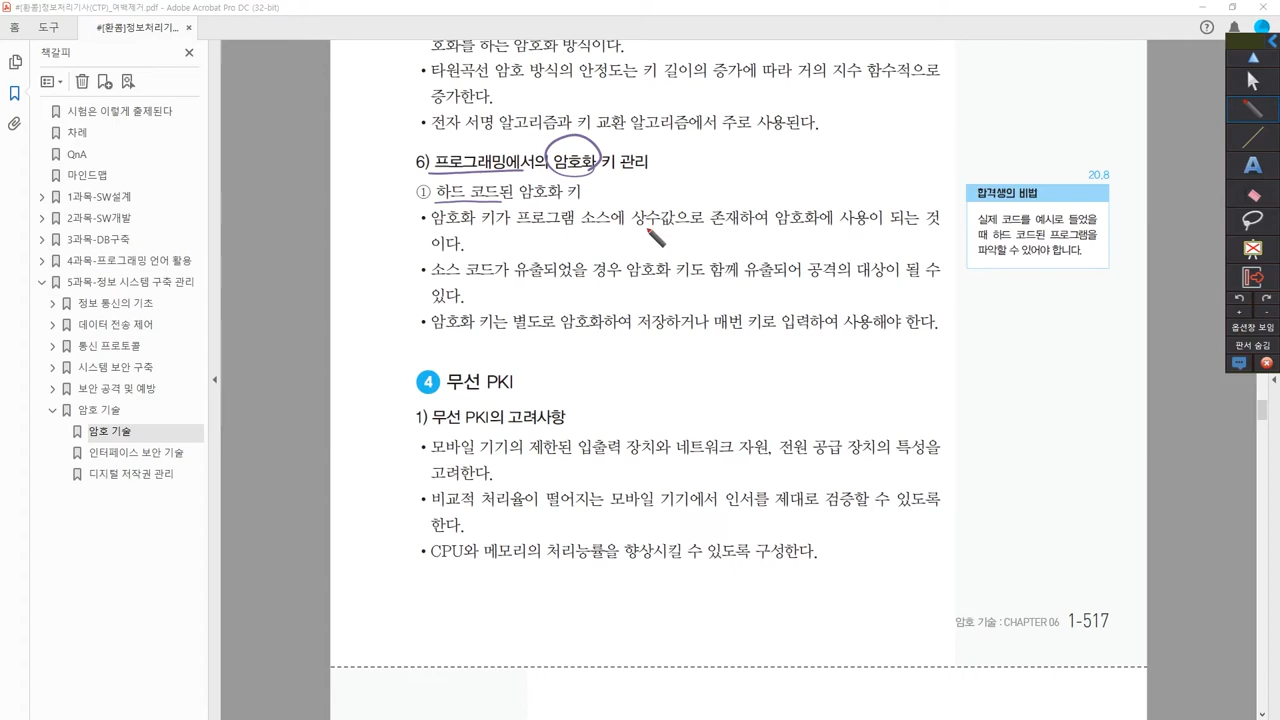 #[환콤]정보처리기사(CTP)_여백제거.pdf - Adobe Acrobat Pro DC (32-bit)
홈 도구 #[환콤]정보처리기... ×
책갈피
시험은 이렇게 출제된다
차례
QnA
마인드맵
1과목-SW설계
2과목-SW개발
3과목-DB구축
4과목-프로그래밍 언어 활용
5과목-정보 시스템 구축 관리
정보 통신의 기초
데이터 전송 제어
통신 프로토콜
시스템 보안 구축
보안 공격 및 예방
암호 기술
암호 기술
인터페이스 보안 기술
디지털 저작권 관리
호화를 하는 암호화 방식이다.
• 타원곡선 암호 방식의 안정도는 키 길이의 증가에 따라 거의 지수 함수적으로
증가한다.
• 전자 서명 알고리즘과 키 교환 알고리즘에서 주로 사용된다.
6) 프로그래밍에서의 암호화 키 관리
① 하드 코드된 암호화 키
• 암호화 키가 프로그램 소스에 상수값으로 존재하여 암호화에 사용이 되는 것
이다.
• 소스 코드가 유출되었을 경우 암호화 키도 함께 유출되어 공격의 대상이 될 수
있다.
• 암호화 키는 별도로 암호화하여 저장하거나 매번 키로 입력하여 사용해야 한다.
4 무선 PKI
1) 무선 PKI의 고려사항
• 모바일 기기의 제한된 입출력 장치와 네트워크 자원, 전원 공급 장치의 특성을
고려한다.
• 비교적 처리율이 떨어지는 모바일 기기에서 인서를 제대로 검증할 수 있도록
한다.
• CPU와 메모리의 처리능률을 향상시킬 수 있도록 구성한다.
20.8
합격생의 비법
실제 코드를 예시로 들었을
때 하드 코드된 프로그램을
파악할 수 있어야 합니다.
암호 기술 : CHAPTER 06 1-517
A
+ -
옵션장 보임
판서 숨김